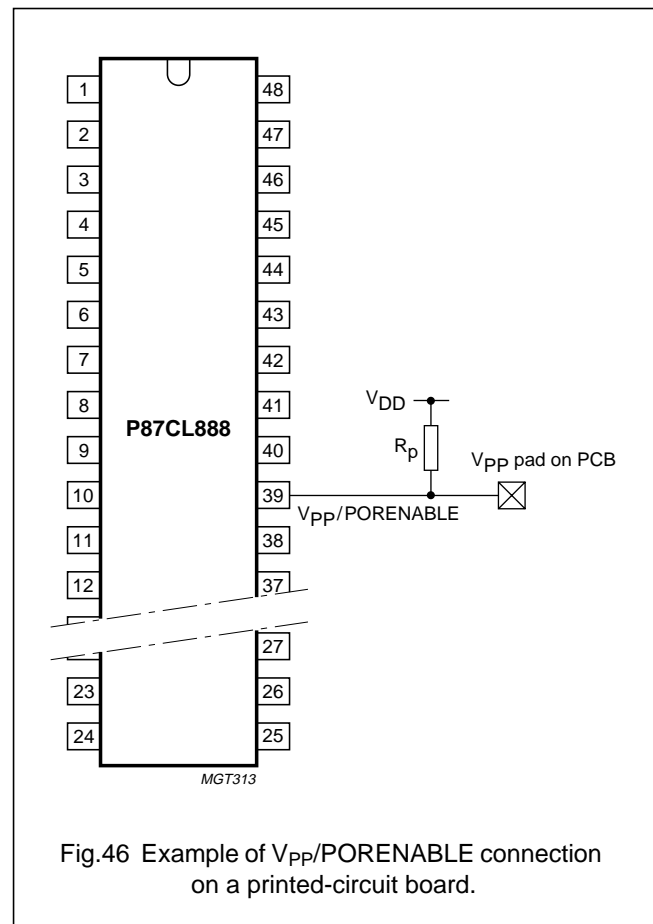 1 48
2 47
3 46
4 45
5 44
6 43
7 42
8 41
VDD
P87CL888
9 40
Rp
VPP pad on PCB
10 39
VPP/PORENABLE
11 38
12 37
27
23 26
24 25
MGT313
Fig.46 Example of VPP/PORENABLE connection
on a printed-circuit board.